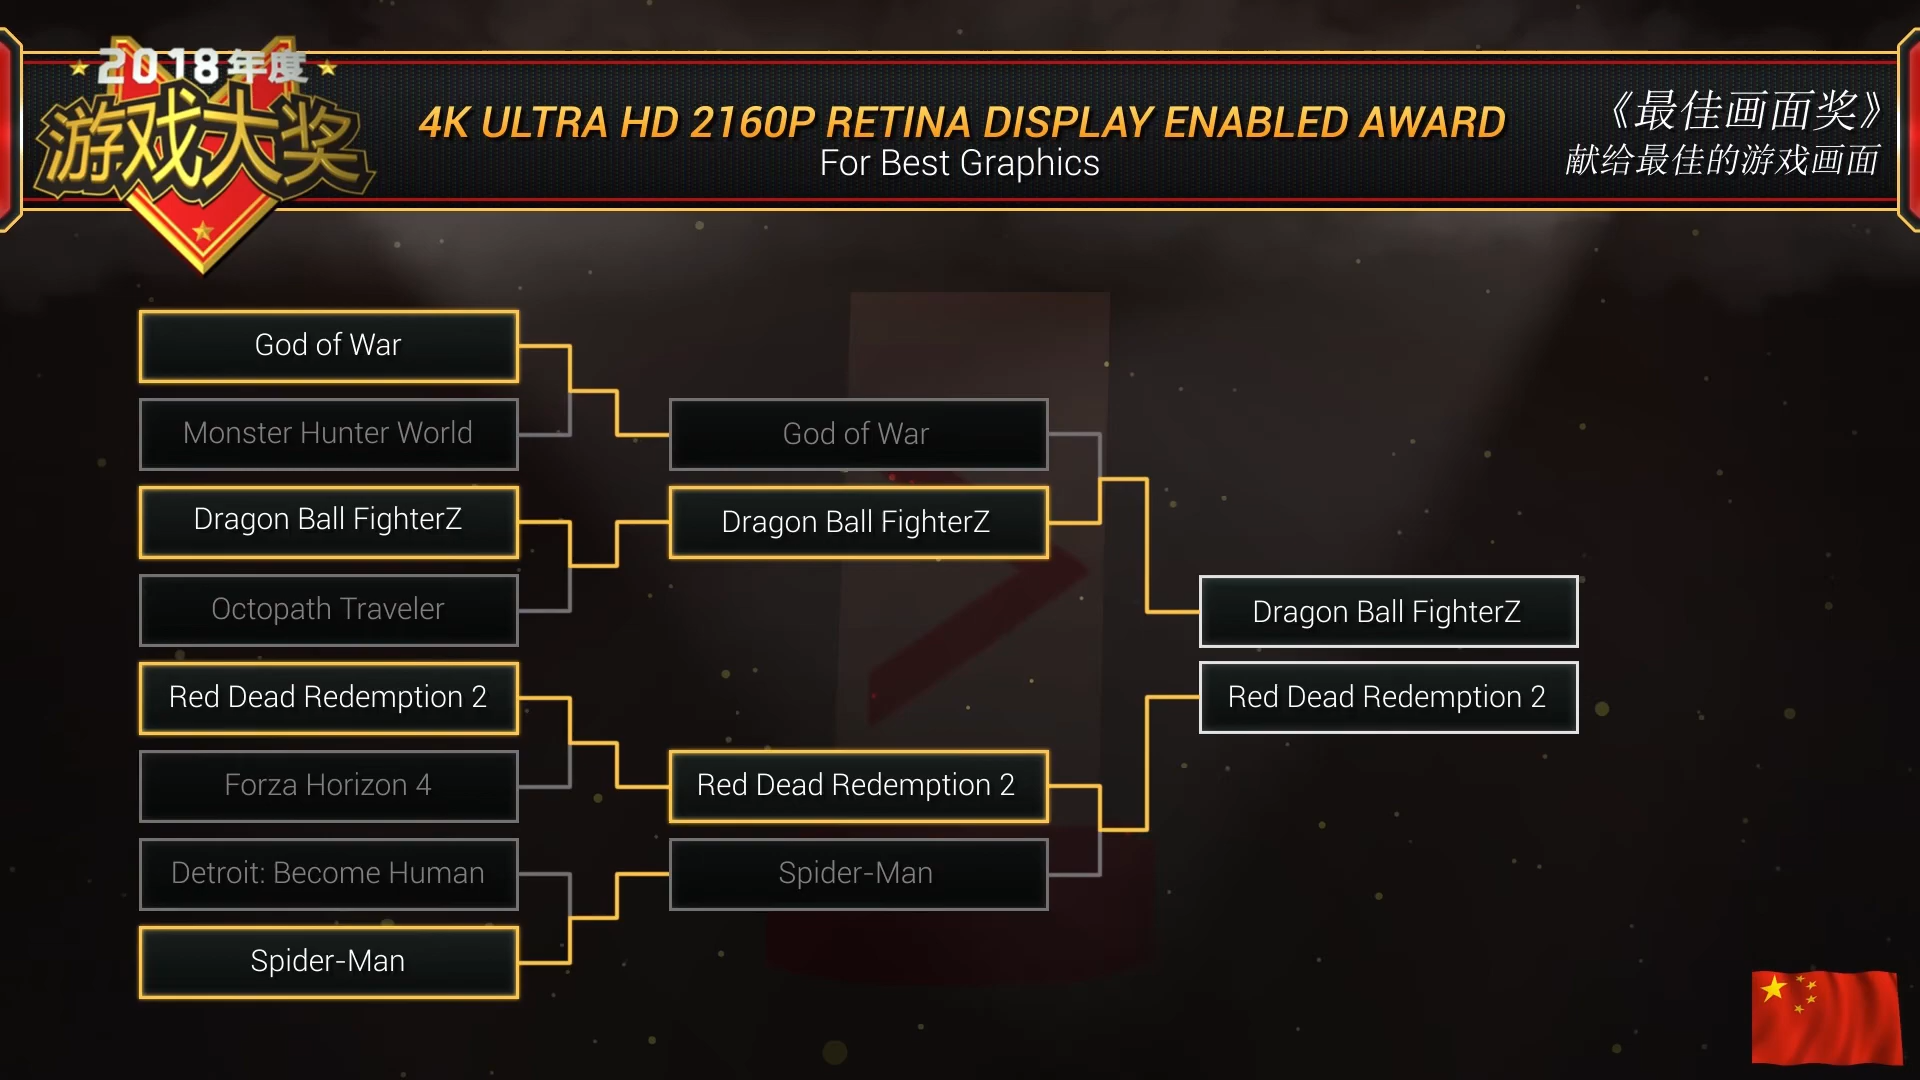 2018年度
游戏大奖
4K ULTRA HD 2160P RETINA DISPLAY ENABLED AWARD
For Best Graphics
《最佳画面奖》
献给最佳的游戏画面
God of War
Monster Hunter World
Dragon Ball FighterZ
Octopath Traveler
Red Dead Redemption 2
Forza Horizon 4
Detroit: Become Human
Spider-Man
God of War
Dragon Ball FighterZ
Red Dead Redemption 2
Spider-Man
Dragon Ball FighterZ
Red Dead Redemption 2